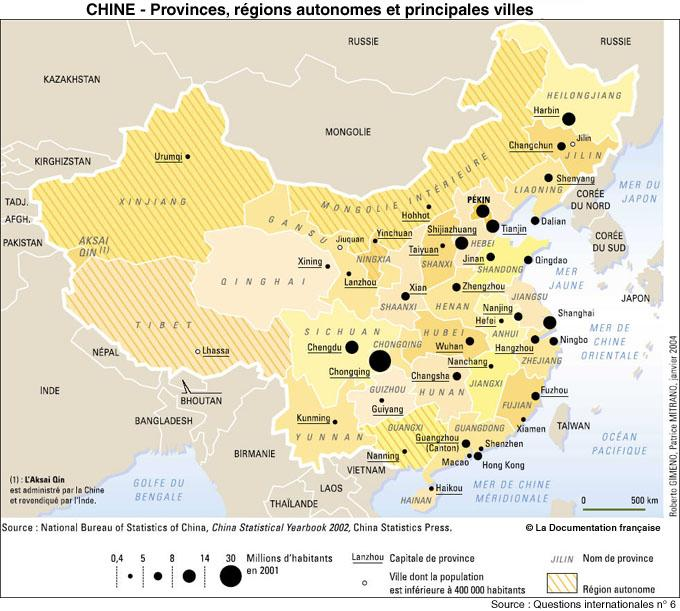 CHINE - Provinces, régions autonomes et principales villes
RUSSIE
RUSSIE
KAZAKHSTAN
HEILONGJIANG
Harbin
MONGOLIE
Jilin
Changchun
JILIN
KIRGHIZSTAN
Urumqi
Shenyang
LIAONING
MER DU
JAPON
TADJ.
XINJIANG
MONGOLIE INTÉRIEURE
PÉKIN
CORÉE
DU NORD
AFGH.
Hohhot
Dalian
GANSU
Shijiazhuang
Tianjin
PAKISTAN
AKSAI
QIN (1)
Jiuquan
Yinchuan
Taiyuan
HEBEI
CORÉE
DU SUD
NINGXIA
Jinan
Qingdao
Xining
SHANXI
SHANDONG
MER
JAUNE
QINGHAI
Lanzhou
Xian
Zhengzhou
JAPON
SHAANXI
HENAN
JIANGSU
Nanjing
Shanghai
TIBET
SICHUAN
Hefei
CHONGQING
HUBEI
ANHUI
MER DE
CHINE
ORIENTALE
Lhassa
Chengdu
Wuhan
Hangzhou
Ningbo
NÉPAL
Chongqing
Nanchang
ZHEJIANG
Changsha
INDE
GUIZHOU
HUNAN
JIANGXI
BHOUTAN
Guiyang
Fuzhou
FUJIAN
BANGLADESH
Kunming
GUANGXI
GUANGDONG
Xiamen
TAIWAN
YUNNAN
Guangzhou
(Canton)
Shenzhen
OCÉAN
PACIFIQUE
BIRMANIE
Nanning
Macao
Hong Kong
VIETNAM
(1) : L'Aksai Qin
est administré par la Chine
et revendiqué par l'Inde.
GOLFE DU
BENGALE
LAOS
Haikou
MER DE CHINE
MÉRIDIONALE
THAÏLANDE
HAINAN
0
500 km
Roberto GIMENO, Patrice MITRANO, janvier 2004
Source : National Bureau of Statistics of China, China Statistical Yearbook 2002, China Statistics Press.
© La Documentation française
0,4 5 8 14 30 Millions d'habitants
en 2001
Lanzhou Capitale de province
JILIN Nom de province
Ville dont la population
est inférieure à 400 000 habitants
Région autonome
Source : Questions internationales n° 6